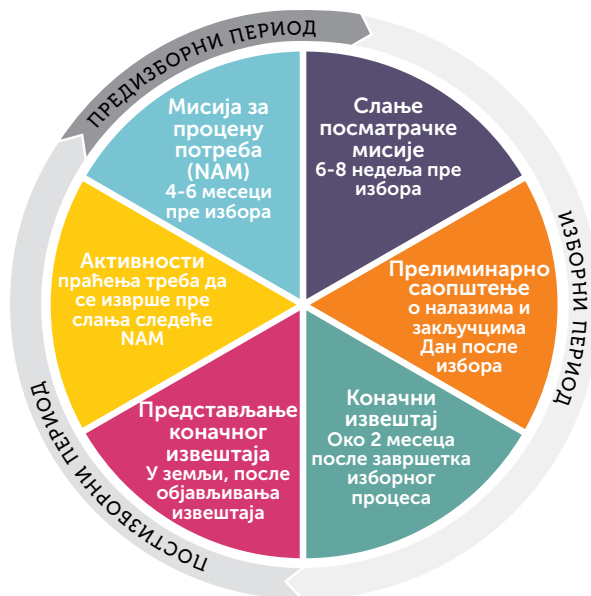 ПРЕДИЗБОРНИ ПЕРИОД
Мисија за
процену
потреба
(NAM)
4-6 месеци
пре избора
Слање
посматрачке
мисије
6-8 недеља пре
избора
ИЗБОРНИ ПЕРИОД
Прелиминарно
саопштење
о налазима и
закључцима
Дан после
избора
Коначни
извештај
Око 2 месеца
после завршетка
изборног
процеса
Представљање
коначног
извештаја
У земљи, после
објављивања
извештаја
ПОСТИЗБОРНИ ПЕРИОД
Активности
праћења треба да
се изврше пре
слања следеће
NAM